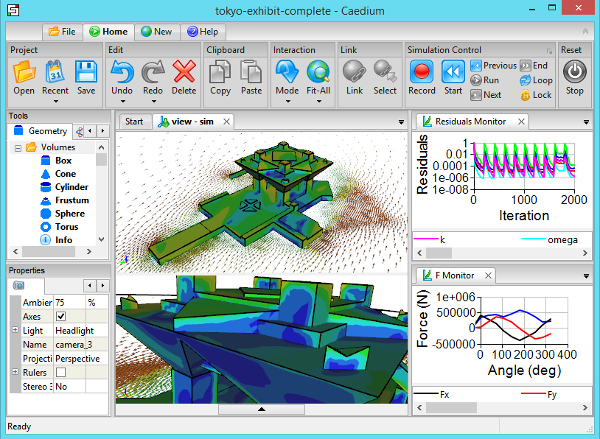 tokyo-exhibit-complete - Caedium
File Home New Help
Project Edit Clipboard Interaction Link Simulation Control Reset
Open Recent Save Undo Redo Delete Copy Paste Mode Fit-All Link Select Record Start Previous End Stop
Run Loop
Next Lock
Tools
Geometry
Volumes
Box
Cone
Cylinder
Frustum
Sphere
Torus
Info
Properties
Ambier 75 %
Axes
Light Headlight
Name camera_3
Projecti Perspective
Rulers
Stereo No
Start view - sim
Residuals Monitor
Residuals
1
0.01
0.0001
1e-006
1e-008
0 1000 2000
Iteration
k omega
F Monitor
Force (N)
1e+006
500000
0
-500000
0 100 200 300 400
Angle (deg)
Fx Fy
Ready